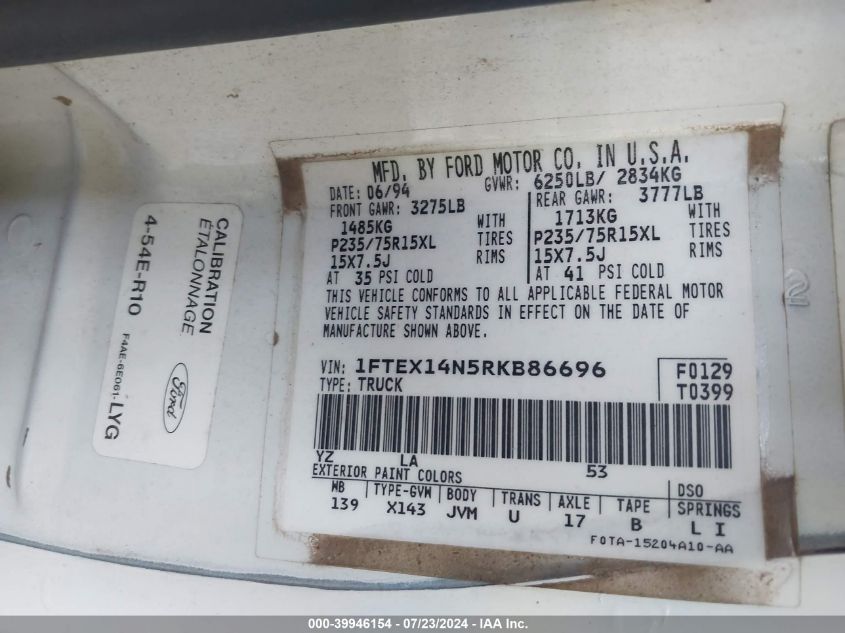 MFD. BY FORD MOTOR CO. IN U.S.A.
DATE: 06/94 GVWR: 6250LB/ 2834KG
FRONT GAWR: 3275LB REAR GAWR: 3777LB
1485KG WITH 1713KG WITH
P235/75R15XL TIRES P235/75R15XL TIRES
15X7.5J RIMS 15X7.5J RIMS
AT 35 PSI COLD AT 41 PSI COLD
THIS VEHICLE CONFORMS TO ALL APPLICABLE FEDERAL MOTOR
VEHICLE SAFETY STANDARDS IN EFFECT ON THE DATE OF
MANUFACTURE SHOWN ABOVE.
VIN: 1FTEX14N5RKB86696 F0129
TYPE: TRUCK T0399
YZ LA 53
EXTERIOR PAINT COLORS DSO
WB TYPE-GVW BODY TRANS AXLE TAPE SPRINGS
139 X143 JVM U 17 B L I
F0TA-15204A10-AA
CALIBRATION
ETALONNAGE
4-54E-R10
F4AE-6E061-LYG
Ford
000-39946154 - 07/23/2024 - IAA Inc.